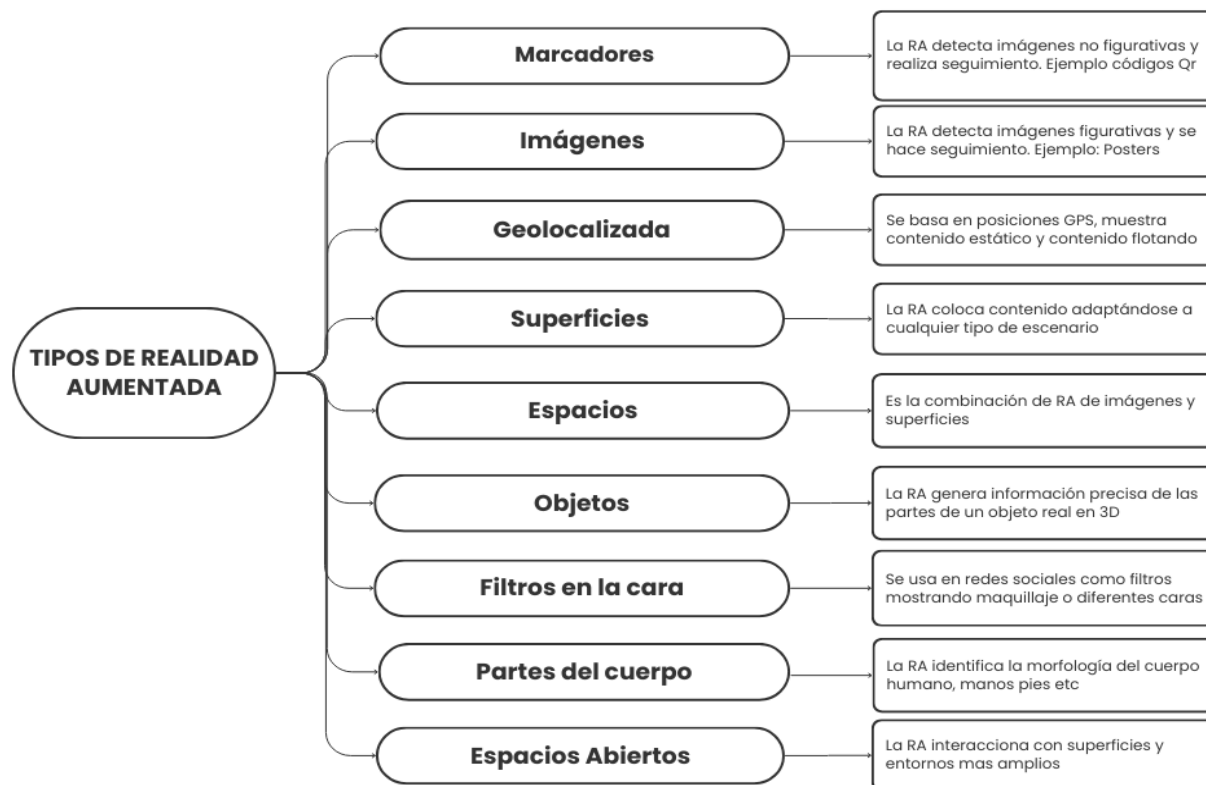 TIPOS DE REALIDAD
AUMENTADA
Marcadores
La RA detecta imágenes no figurativas y
realiza seguimiento. Ejemplo códigos Qr
Imágenes
La RA detecta imágenes figurativas y se
hace seguimiento. Ejemplo: Posters
Geolocalizada
Se basa en posiciones GPS, muestra
contenido estático y contenido flotando
Superficies
La RA coloca contenido adaptándose a
cualquier tipo de escenario
Espacios
Es la combinación de RA de imágenes y
superficies
Objetos
La RA genera información precisa de las
partes de un objeto real en 3D
Filtros en la cara
Se usa en redes sociales como filtros
mostrando maquillaje o diferentes caras
Partes del cuerpo
La RA identifica la morfología del cuerpo
humano, manos pies etc
Espacios Abiertos
La RA interacciona con superficies y
entornos mas amplios